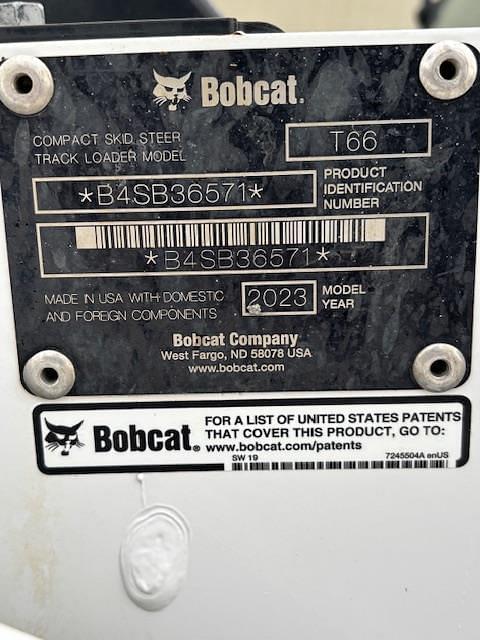 Bobcat.
COMPACT SKID STEER
TRACK LOADER MODEL
T66
*B4SB36571*
PRODUCT
IDENTIFICATION
NUMBER
*B4SB36571*
MADE IN USA WITH DOMESTIC
AND FOREIGN COMPONENTS
2023
MODEL
YEAR
Bobcat Company
West Fargo, ND 58078 USA
www.bobcat.com
Bobcat®
FOR A LIST OF UNITED STATES PATENTS
THAT COVER THIS PRODUCT, GO TO:
www.bobcat.com/patents
SW 19
7245504A enUS